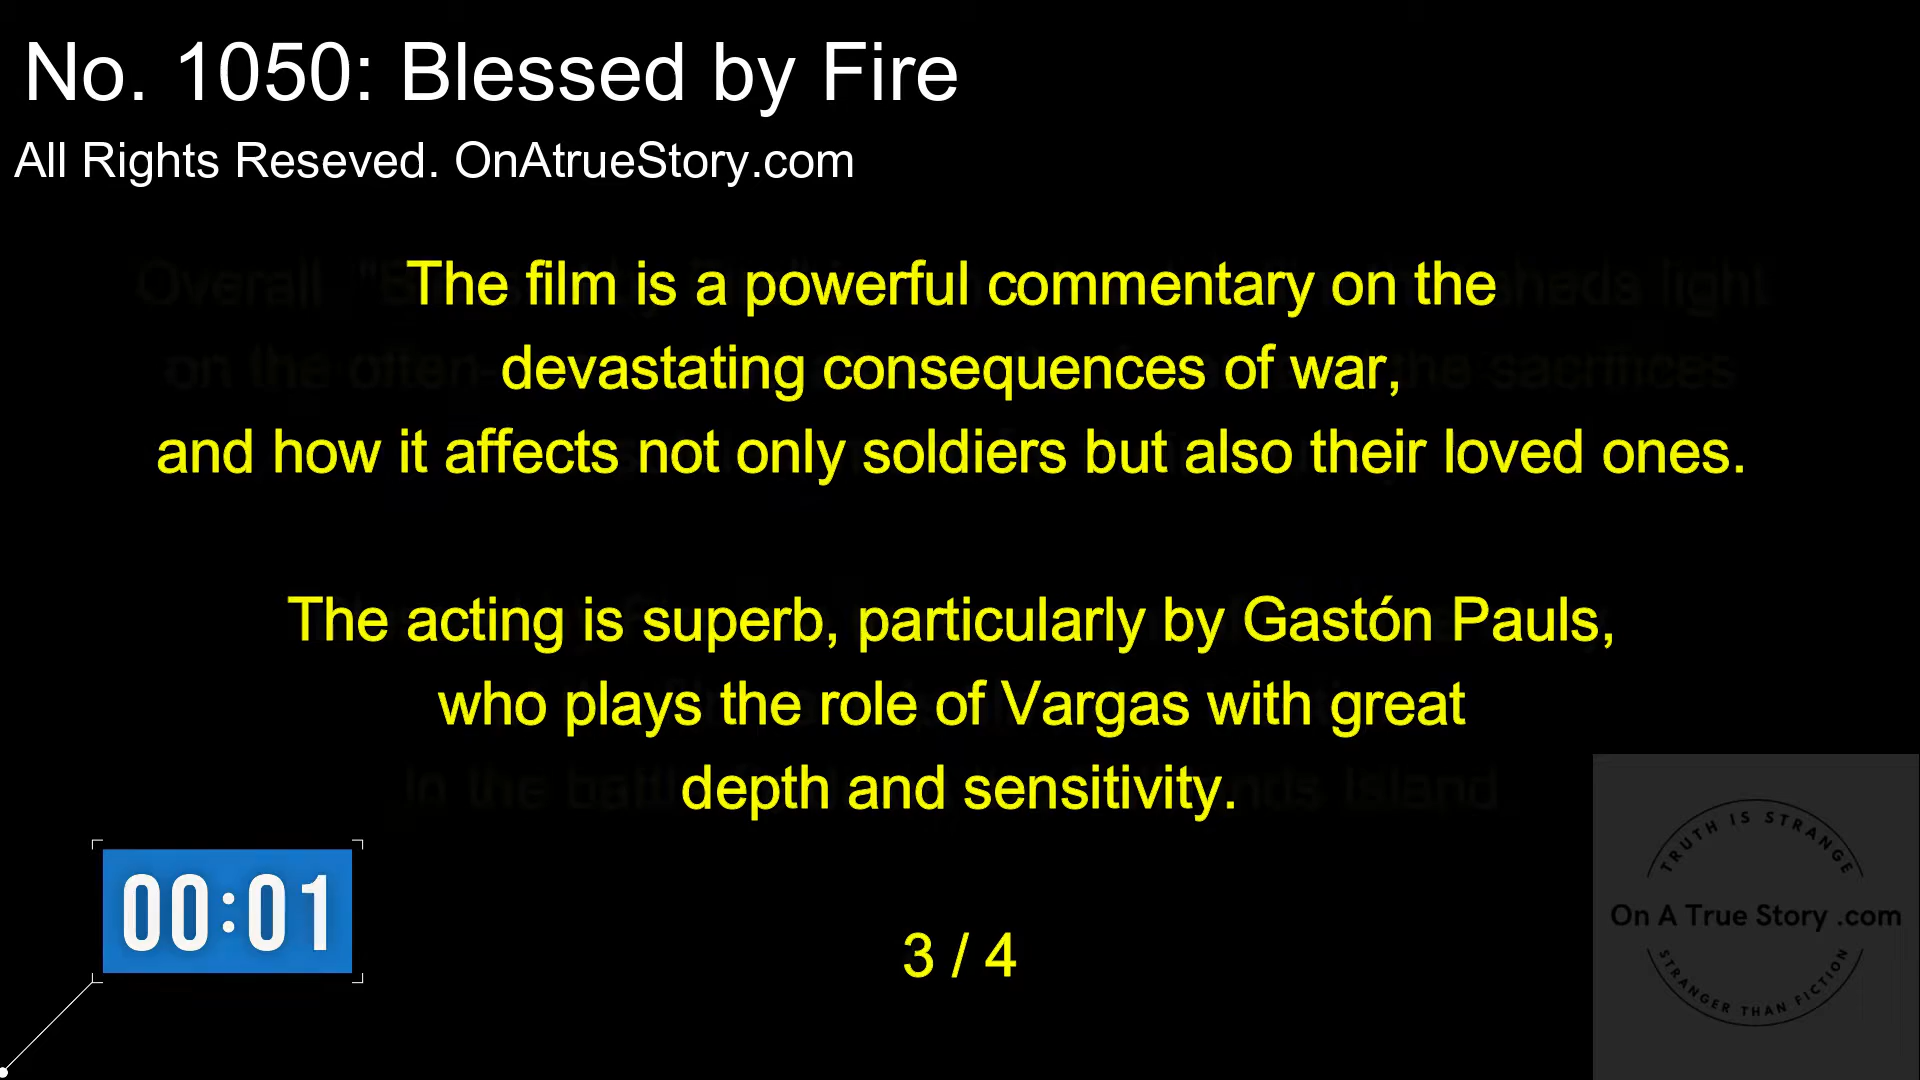 No. 1050: Blessed by Fire
All Rights Reseved. OnAtrueStory.com
The film is a powerful commentary on the
devastating consequences of war,
and how it affects not only soldiers but also their loved ones.
The acting is superb, particularly by Gastón Pauls,
who plays the role of Vargas with great
depth and sensitivity.
3 / 4
00:01
TRUTH IS STRANGE
On A True Story .com
STRANGER THAN FICTION